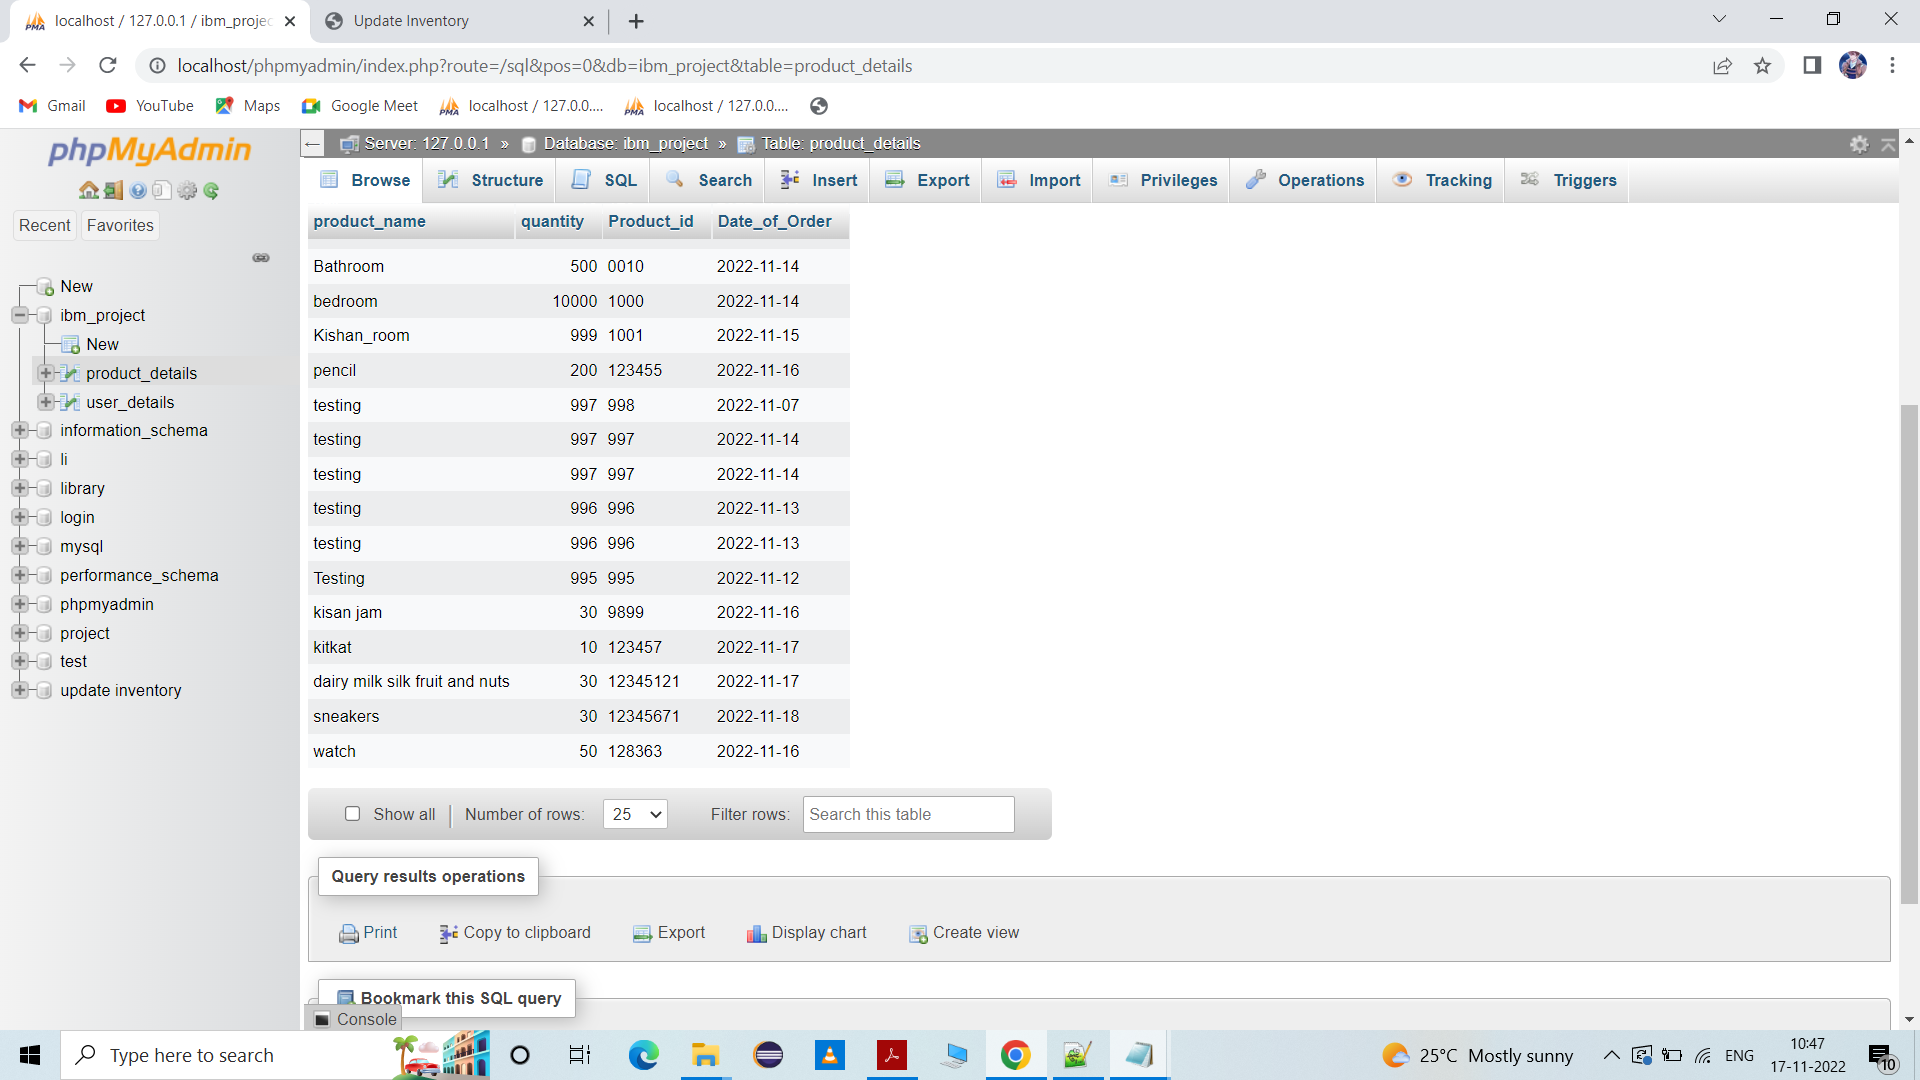 localhost / 127.0.0.1 / ibm_projec
Update Inventory
localhost/phpmyadmin/index.php?route=/sql&pos=0&db=ibm_project&table=product_details
Gmail YouTube Maps Google Meet localhost / 127.0.0.... localhost / 127.0.0....
phpMyAdmin
Recent Favorites
New
ibm_project
New
product_details
user_details
information_schema
li
library
login
mysql
performance_schema
phpmyadmin
project
test
update inventory
Server: 127.0.0.1 » Database: ibm_project » Table: product_details
Browse Structure SQL Search Insert Export Import Privileges Operations Tracking Triggers
product_name quantity Product_id Date_of_Order
Bathroom 500 0010 2022-11-14
bedroom 10000 1000 2022-11-14
Kishan_room 999 1001 2022-11-15
pencil 200 123455 2022-11-16
testing 997 998 2022-11-07
testing 997 997 2022-11-14
testing 997 997 2022-11-14
testing 996 996 2022-11-13
testing 996 996 2022-11-13
Testing 995 995 2022-11-12
kisan jam 30 9899 2022-11-16
kitkat 10 123457 2022-11-17
dairy milk silk fruit and nuts 30 12345121 2022-11-17
sneakers 30 12345671 2022-11-18
watch 50 128363 2022-11-16
Show all Number of rows: 25 Filter rows: Search this table
Query results operations
Print Copy to clipboard Export Display chart Create view
Bookmark this SQL query
Console
Type here to search
25°C Mostly sunny
ENG
10:47
17-11-2022
10